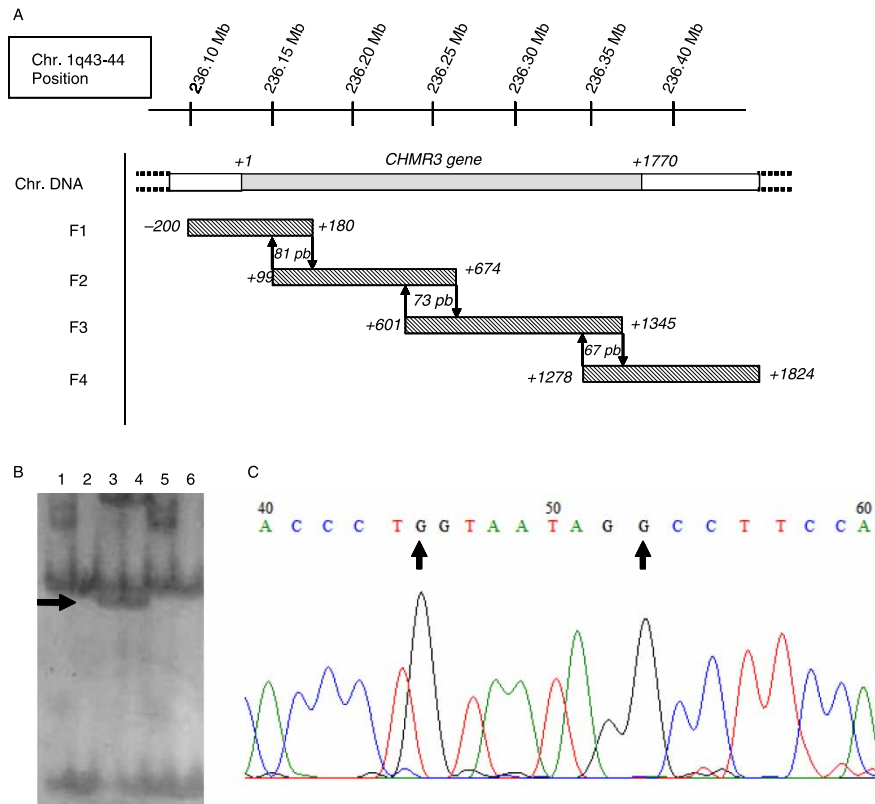 A
Chr. 1q43-44
Position
236.10 Mb
236.15 Mb
236.20 Mb
236.25 Mb
236.30 Mb
236.35 Mb
236.40 Mb
+1 CHMR3 gene +1770
Chr. DNA
F1 –200 +180
81 pb
F2 +99 +674
73 pb
F3 +601 +1345
67 pb
F4 +1278 +1824
B
1 2 3 4 5 6
C
40 50 60
A C C C T G G T A A T A G G C C T T C C A